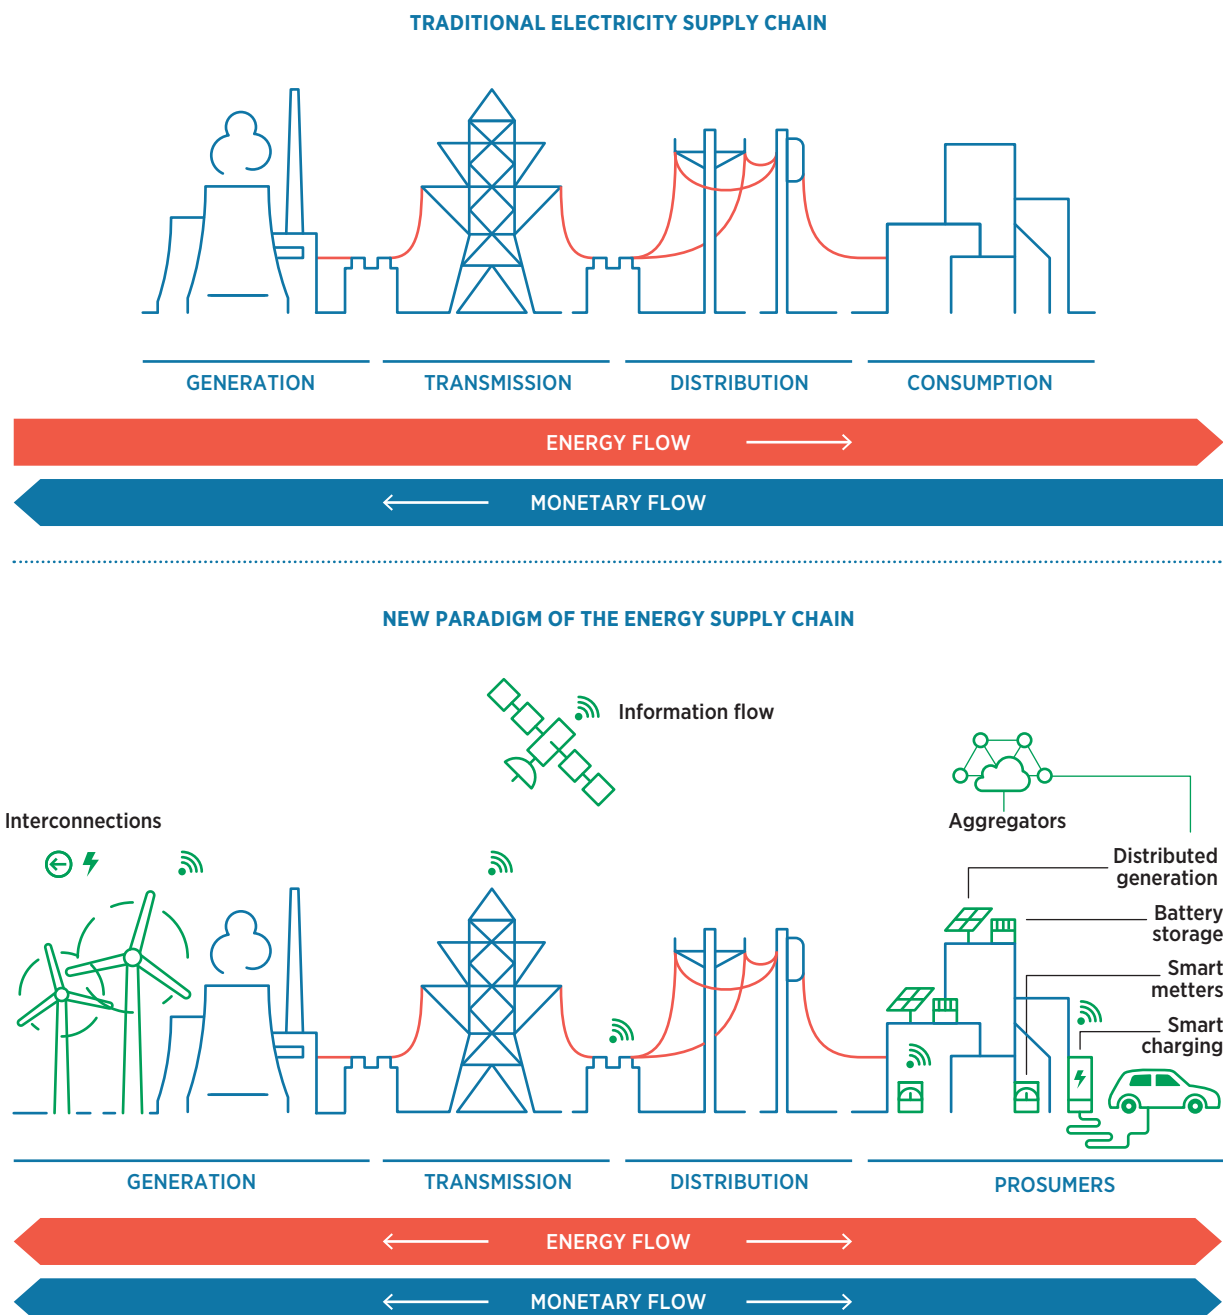 TRADITIONAL ELECTRICITY SUPPLY CHAIN
GENERATION
TRANSMISSION
DISTRIBUTION
CONSUMPTION
ENERGY FLOW
MONETARY FLOW
NEW PARADIGM OF THE ENERGY SUPPLY CHAIN
Information flow
Interconnections
Aggregators
Distributed
generation
Battery
storage
Smart
metters
Smart
charging
GENERATION
TRANSMISSION
DISTRIBUTION
PROSUMERS
ENERGY FLOW
MONETARY FLOW